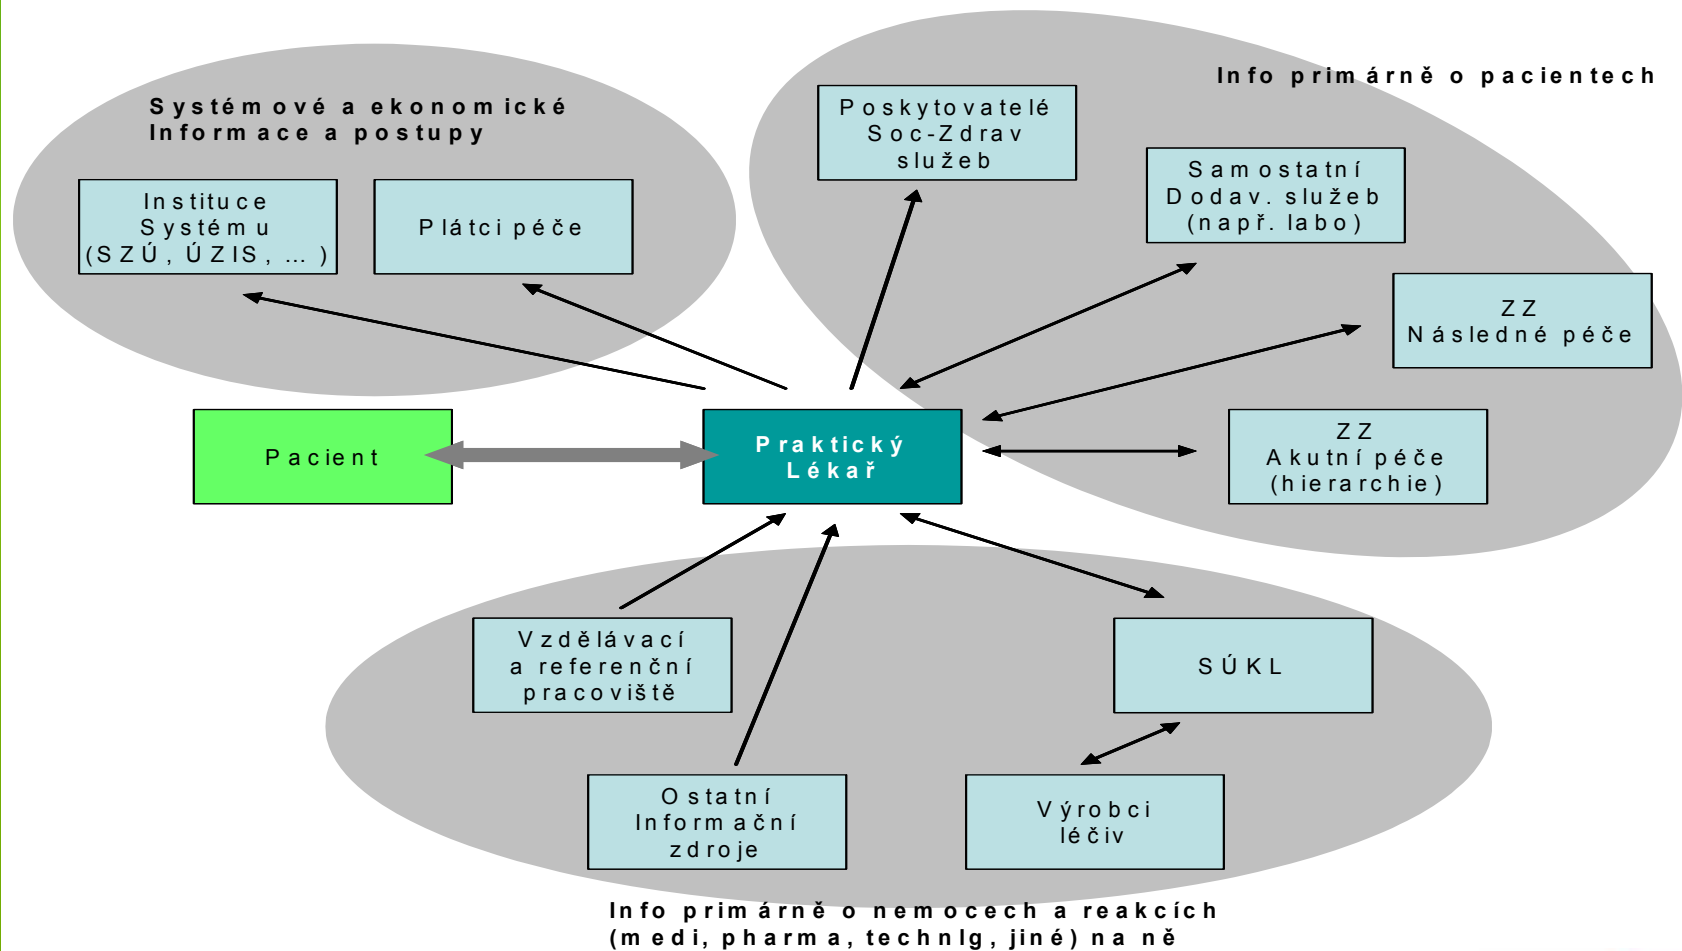 Info primárně o pacientech
Systémové a ekonomické
Informace a postupy
Poskytovatelé
Soc-Zdrav
služeb
Samostatní
Dodav. služeb
(např. labo)
Instituce
Systému
(SZÚ, ÚZIS, ... )
Plátci péče
ZZ
Následné péče
Pacient
Praktický
Lékař
ZZ
Akutní péče
(hierarchie)
Vzdělávací
a referenční
pracoviště
SÚKL
Ostatní
Informační
zdroje
Výrobci
léčiv
Info primárně o nemocech a reakcích
(medi, pharma, technlg, jiné) na ně